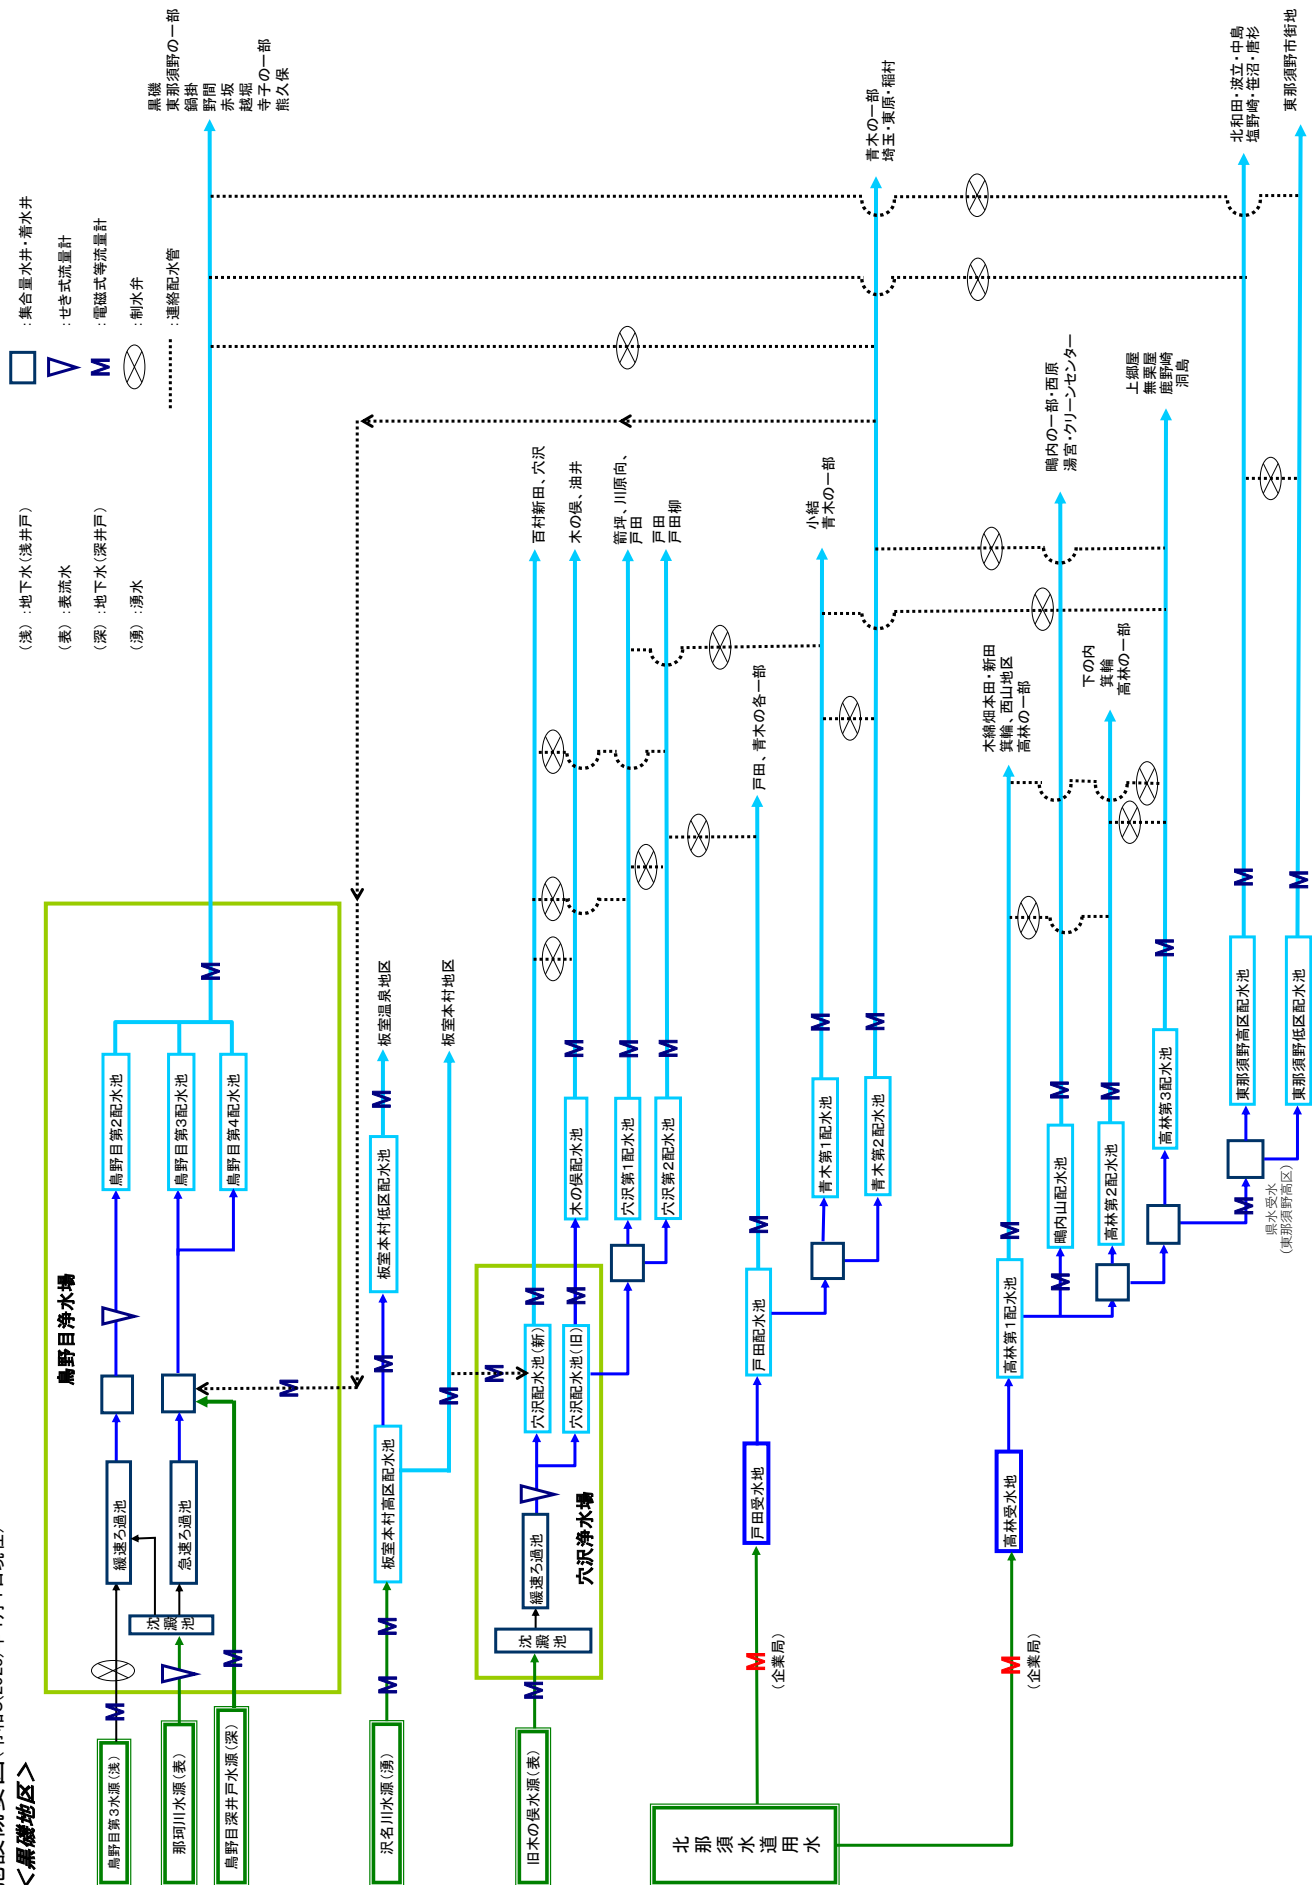 ＜黒磯地区＞
（浅）:地下水（浅井戸）
（表）:表流水
（深）:地下水（深井戸）
（湧）:湧水
:集合量水井・着水井
:せき式流量計
M :電磁式等流量計
:制水弁
:連絡配水管
鳥野目浄水場
鳥野目第3水源（浅）
那珂川水源（表）
鳥野目深井戸水源（深）
沈澱池
緩速ろ過池
急速ろ過池
鳥野目第2配水池
鳥野目第3配水池
鳥野目第4配水池
黒磯
東那須野の一部
鍋掛
野間
赤坂
越堀
寺子の一部
熊久保
沢名川水源（湧）
板室本村高区配水池
板室本村低区配水池
板室温泉地区
板室本村地区
旧木の俣水源（表）
沈澱池
緩速ろ過池
穴沢浄水場
穴沢配水池（新）
穴沢配水池（旧）
木の俣配水池
穴沢第1配水池
穴沢第2配水池
百村新田、穴沢
木の俣、油井
箭坪、川原向、
戸田
戸田
戸田柳
北那須水道用水
M
（企業局）
戸田受水地
戸田配水池
戸田、青木の各一部
青木第1配水池
青木第2配水池
小結
青木の一部
青木の一部
埼玉・東原・稲村
M
（企業局）
高林受水地
高林第1配水池
木綿畑本田・新田
箕輪、西山地区
高林の一部
鴫内山配水池
鴫内の一部・西原
湯宮・クリーンセンター
高林第2配水池
下の内
箕輪
高林の一部
高林第3配水池
上郷屋
無栗屋
鹿野崎
洞島
県水受水
（東那須野高区）
東那須野高区配水池
北和田・波立・中島
塩野崎・笹沼・唐杉
東那須野低区配水池
東那須野市街地